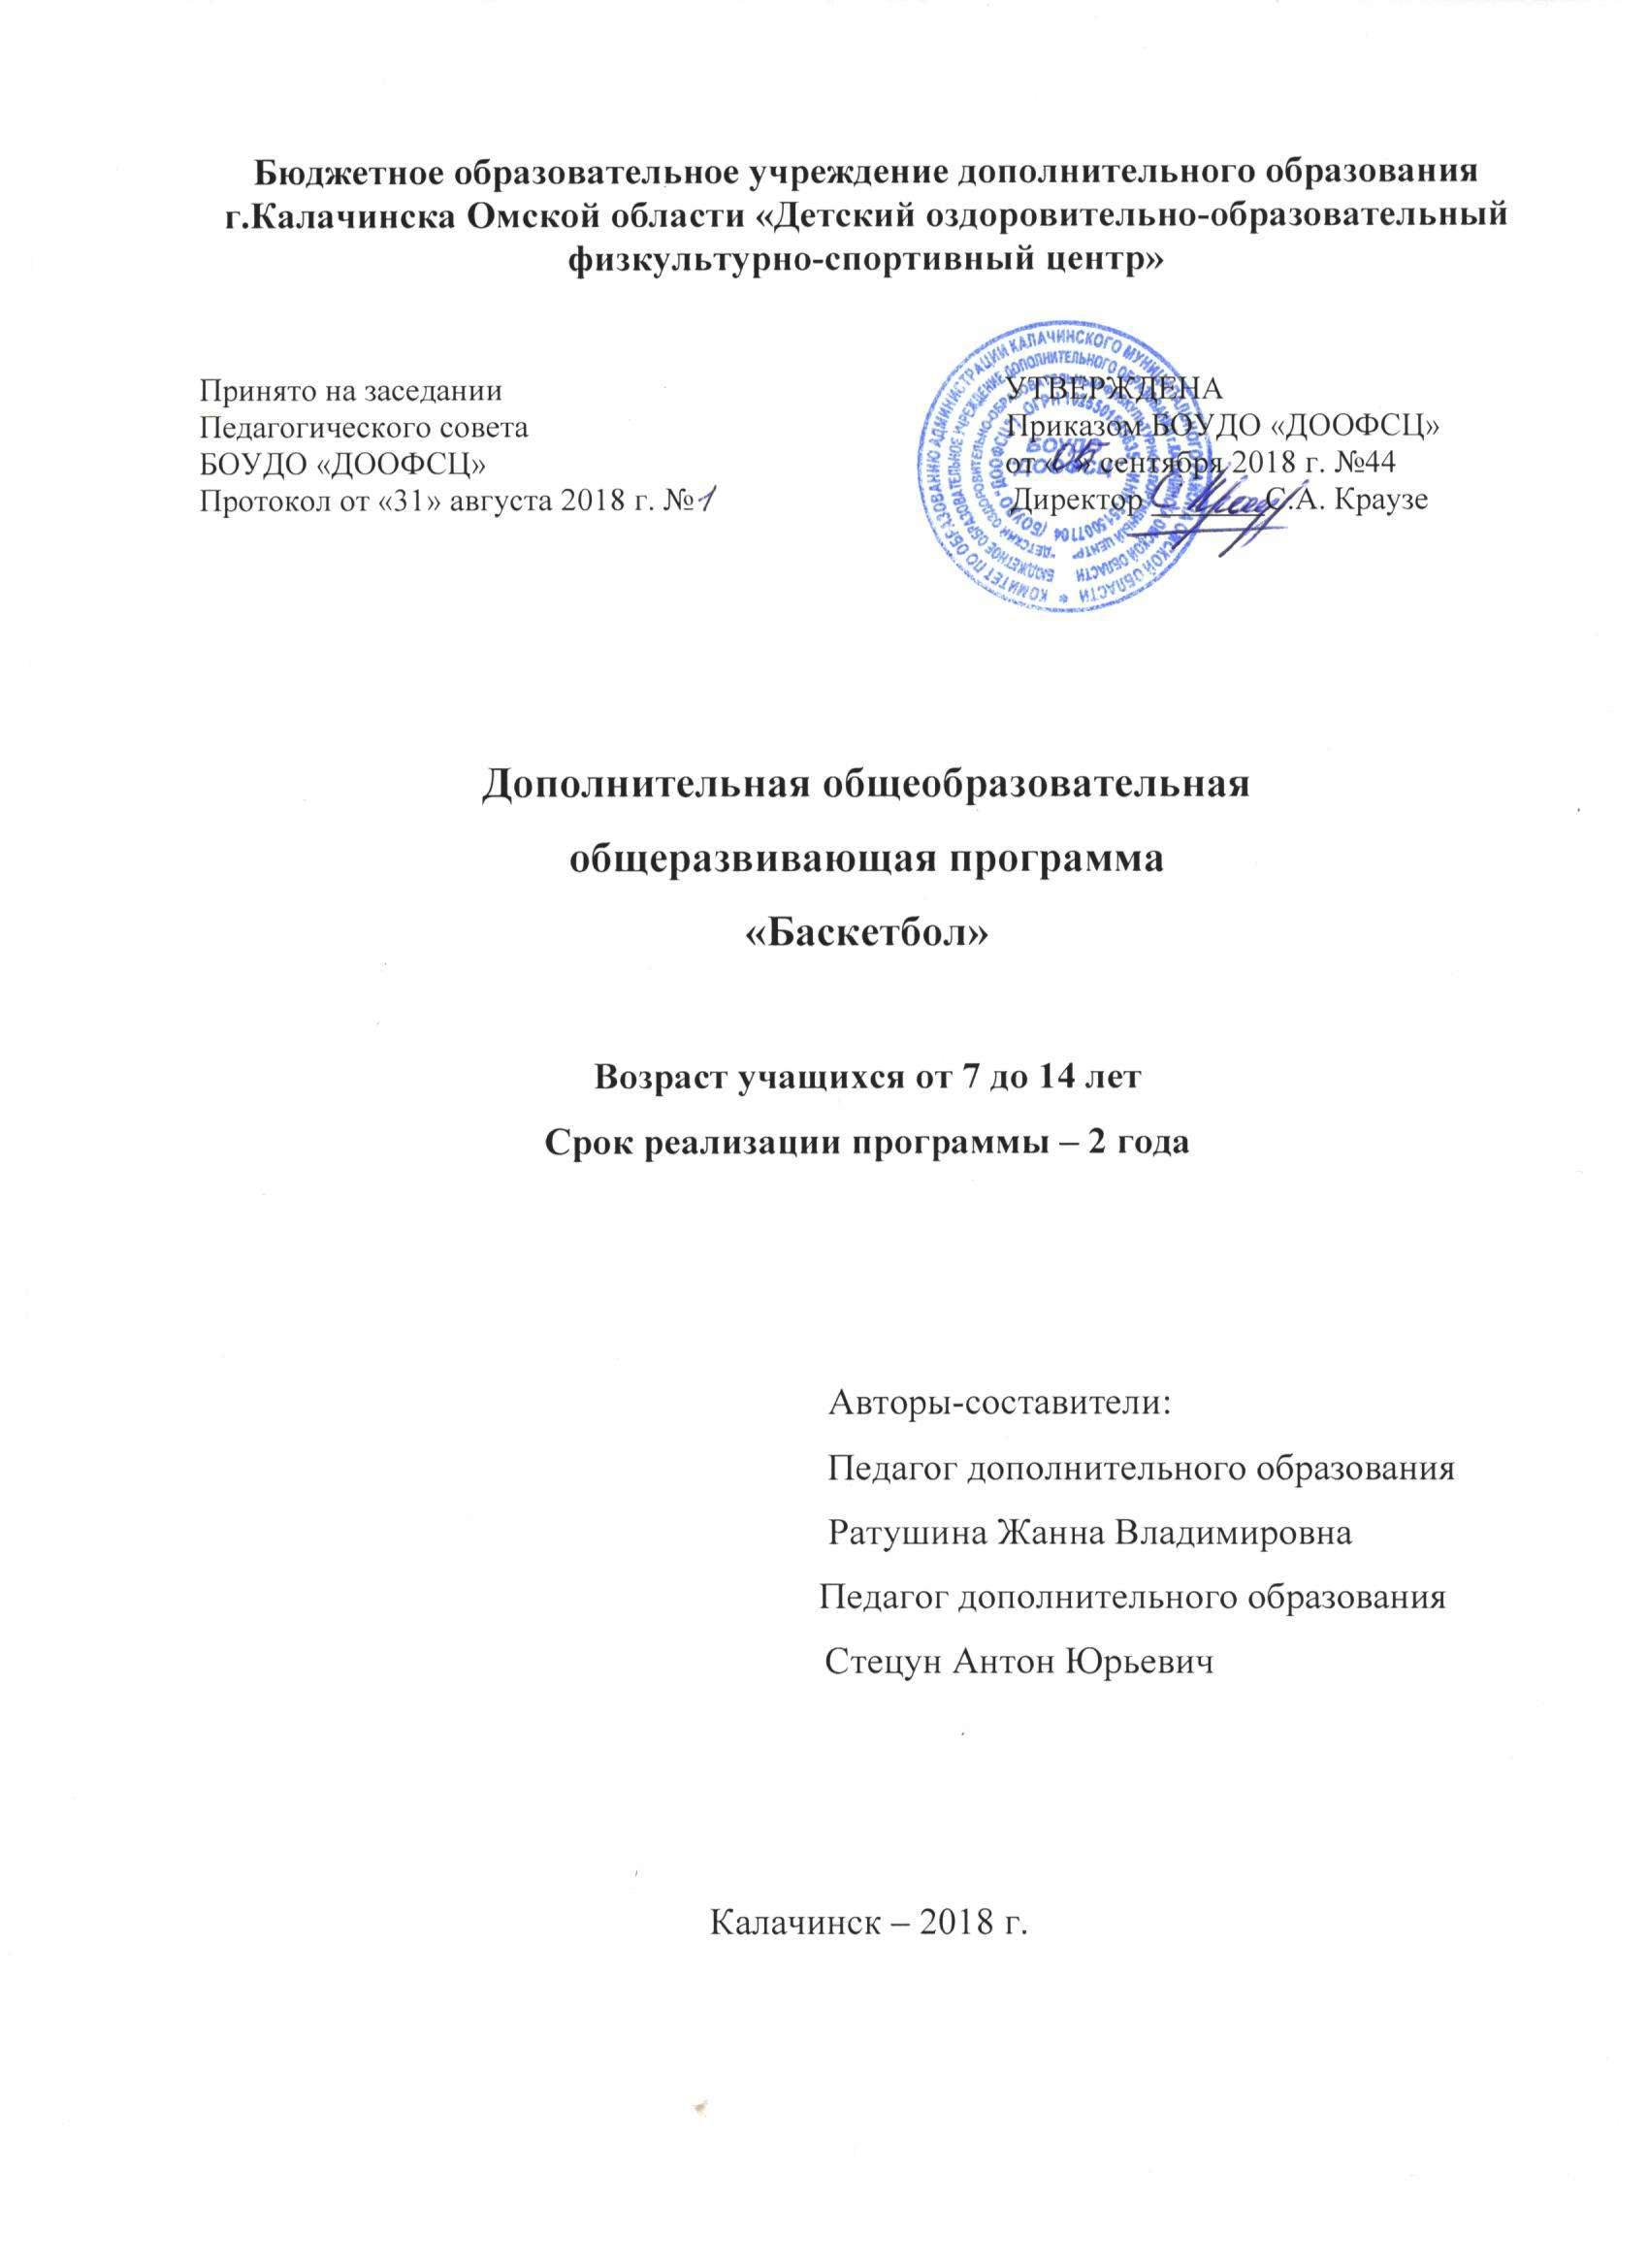 Бюджетное образовательное учреждение дополнительного образования
г.Калачинска Омской области «Детский оздоровительно-образовательный
физкультурно-спортивный центр»
Принято на заседании
Педагогического совета
БОУДО «ДООФСЦ»
Протокол от «31» августа 2018 г. №1
УТВЕРЖДЕНА
Приказом БОУДО «ДООФСЦ»
от « » сентября 2018 г. №44
Директор С.А. Краузе
БОУДО
"ДООФСЦ"
Дополнительная общеобразовательная
общеразвивающая программа
«Баскетбол»
Возраст учащихся от 7 до 14 лет
Срок реализации программы – 2 года
Авторы-составители:
Педагог дополнительного образования
Ратушина Жанна Владимировна
Педагог дополнительного образования
Стецун Антон Юрьевич
Калачинск – 2018 г.